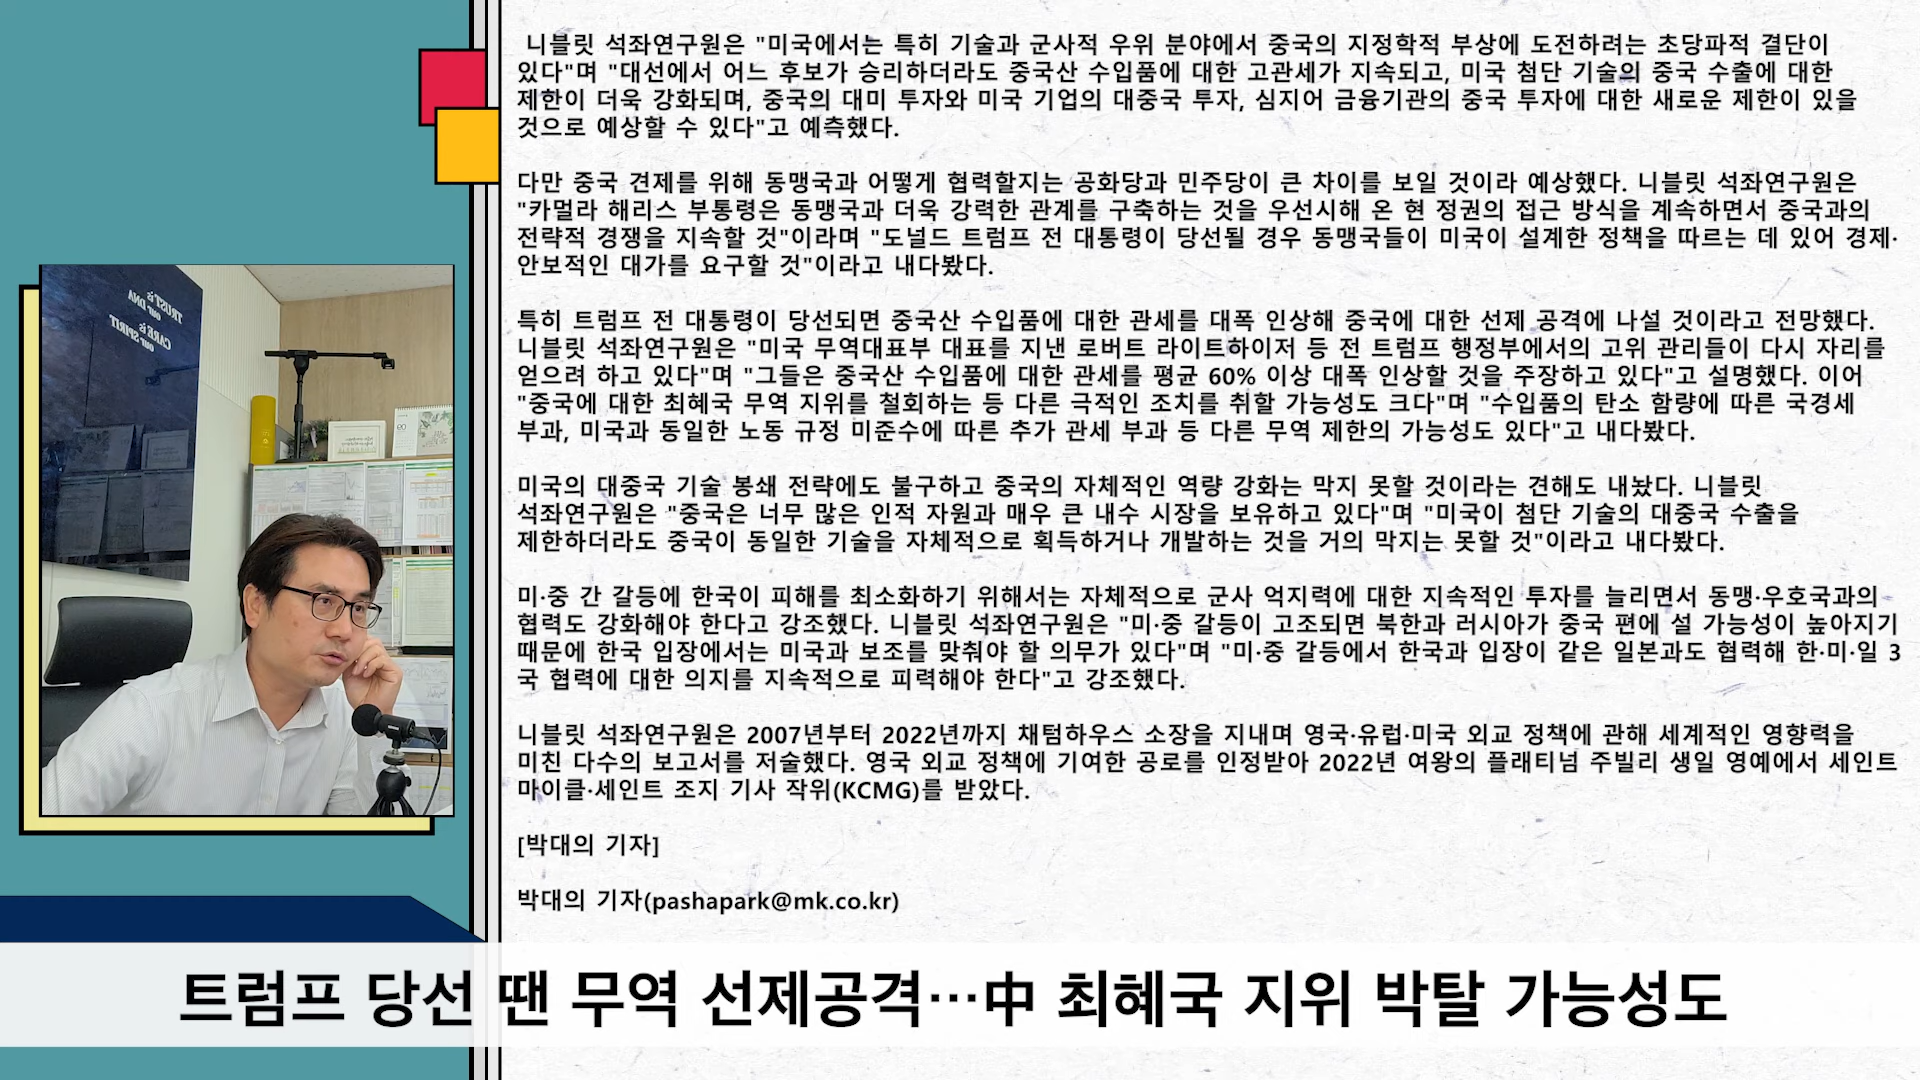 니블릿 석좌연구원은 "미국에서는 특히 기술과 군사적 우위 분야에서 중국의 지정학적 부상에 도전하려는 초당파적 결단이
있다"며 "대선에서 어느 후보가 승리하더라도 중국산 수입품에 대한 고관세가 지속되고, 미국 첨단 기술의 중국 수출에 대한
제한이 더욱 강화되며, 중국의 대미 투자와 미국 기업의 대중국 투자, 심지어 금융기관의 중국 투자에 대한 새로운 제한이 있을
것으로 예상할 수 있다"고 예측했다.
다만 중국 견제를 위해 동맹국과 어떻게 협력할지는 공화당과 민주당이 큰 차이를 보일 것이라 예상했다. 니블릿 석좌연구원은
"카멀라 해리스 부통령은 동맹국과 더욱 강력한 관계를 구축하는 것을 우선시해 온 현 정권의 접근 방식을 계속하면서 중국과의
전략적 경쟁을 지속할 것"이라며 "도널드 트럼프 전 대통령이 당선될 경우 동맹국들이 미국이 설계한 정책을 따르는 데 있어 경제·
안보적인 대가를 요구할 것"이라고 내다봤다.
특히 트럼프 전 대통령이 당선되면 중국산 수입품에 대한 관세를 대폭 인상해 중국에 대한 선제 공격에 나설 것이라고 전망했다.
니블릿 석좌연구원은 "미국 무역대표부 대표를 지낸 로버트 라이트하이저 등 전 트럼프 행정부에서의 고위 관리들이 다시 자리를
얻으려 하고 있다"며 "그들은 중국산 수입품에 대한 관세를 평균 60% 이상 대폭 인상할 것을 주장하고 있다"고 설명했다. 이어
"중국에 대한 최혜국 무역 지위를 철회하는 등 다른 극적인 조치를 취할 가능성도 크다"며 "수입품의 탄소 함량에 따른 국경세
부과, 미국과 동일한 노동 규정 미준수에 따른 추가 관세 부과 등 다른 무역 제한의 가능성도 있다"고 내다봤다.
미국의 대중국 기술 봉쇄 전략에도 불구하고 중국의 자체적인 역량 강화는 막지 못할 것이라는 견해도 내놨다. 니블릿
석좌연구원은 "중국은 너무 많은 인적 자원과 매우 큰 내수 시장을 보유하고 있다"며 "미국이 첨단 기술의 대중국 수출을
제한하더라도 중국이 동일한 기술을 자체적으로 획득하거나 개발하는 것을 거의 막지는 못할 것"이라고 내다봤다.
미·중 간 갈등에 한국이 피해를 최소화하기 위해서는 자체적으로 군사 억지력에 대한 지속적인 투자를 늘리면서 동맹·우호국과의
협력도 강화해야 한다고 강조했다. 니블릿 석좌연구원은 "미·중 갈등이 고조되면 북한과 러시아가 중국 편에 설 가능성이 높아지기
때문에 한국 입장에서는 미국과 보조를 맞춰야 할 의무가 있다"며 "미·중 갈등에서 한국과 입장이 같은 일본과도 협력해 한·미·일 3
국 협력에 대한 의지를 지속적으로 피력해야 한다"고 강조했다.
니블릿 석좌연구원은 2007년부터 2022년까지 채텀하우스 소장을 지내며 영국·유럽·미국 외교 정책에 관해 세계적인 영향력을
미친 다수의 보고서를 저술했다. 영국 외교 정책에 기여한 공로를 인정받아 2022년 여왕의 플래티넘 주빌리 생일 영예에서 세인트
마이클·세인트 조지 기사 작위(KCMG)를 받았다.
[박대의 기자]
박대의 기자(pashapark@mk.co.kr)
TRUST is
our DNA
CARE is
our SPIRIT
트럼프 당선 땐 무역 선제공격…中 최혜국 지위 박탈 가능성도